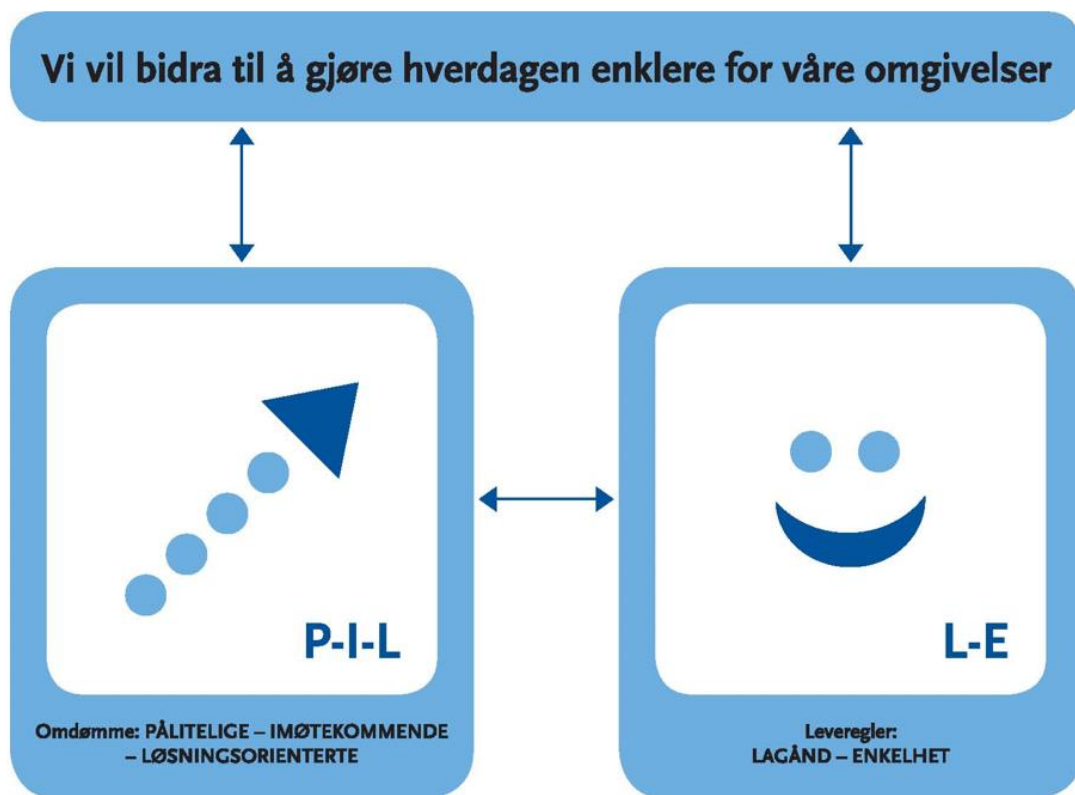 Vi vil bidra til å gjøre hverdagen enklere for våre omgivelser
P-I-L
Omdømme: PÅLITELIGE – IMØTEKOMMENDE
– LØSNINGSORIENTERTE
L-E
Leveregler:
LAGÅND – ENKELHET